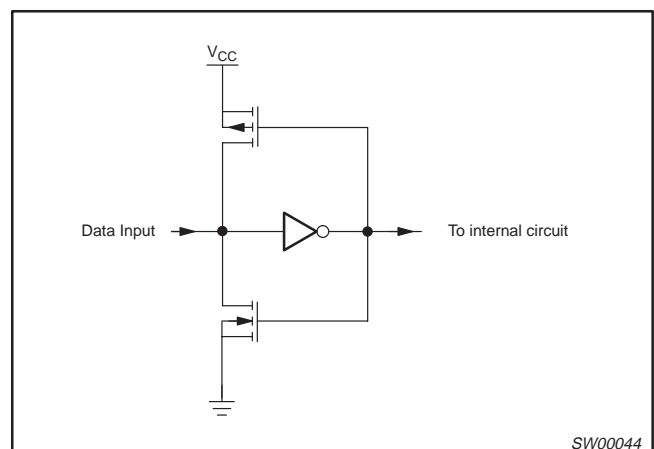 VCC
Data Input
To internal circuit
SW00044